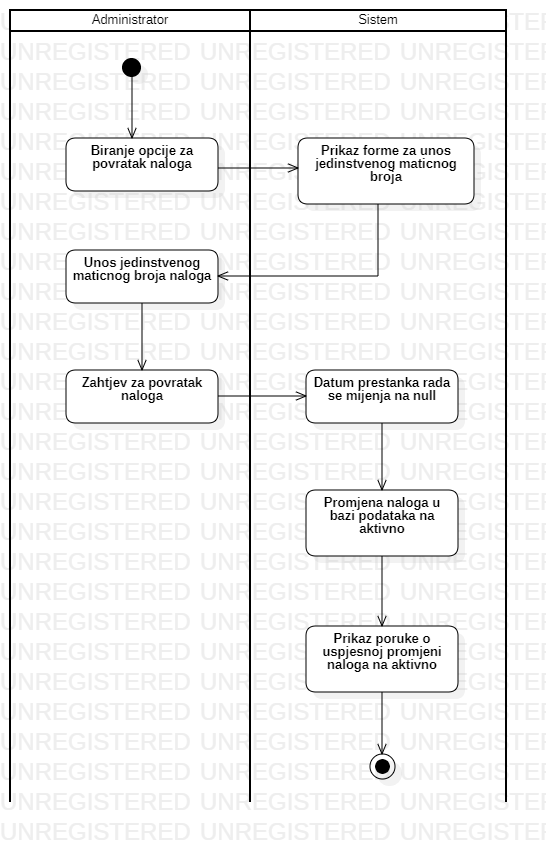 Administrator
Sistem
Biranje opcije za
povratak naloga
Prikaz forme za unos
jedinstvenog maticnog
broja
Unos jedinstvenog
maticnog broja naloga
Zahtjev za povratak
naloga
Datum prestanka rada
se mijenja na null
Promjena naloga u
bazi podataka na
aktivno
Prikaz poruke o
uspjesnoj promjeni
naloga na aktivno
UNREGISTERED